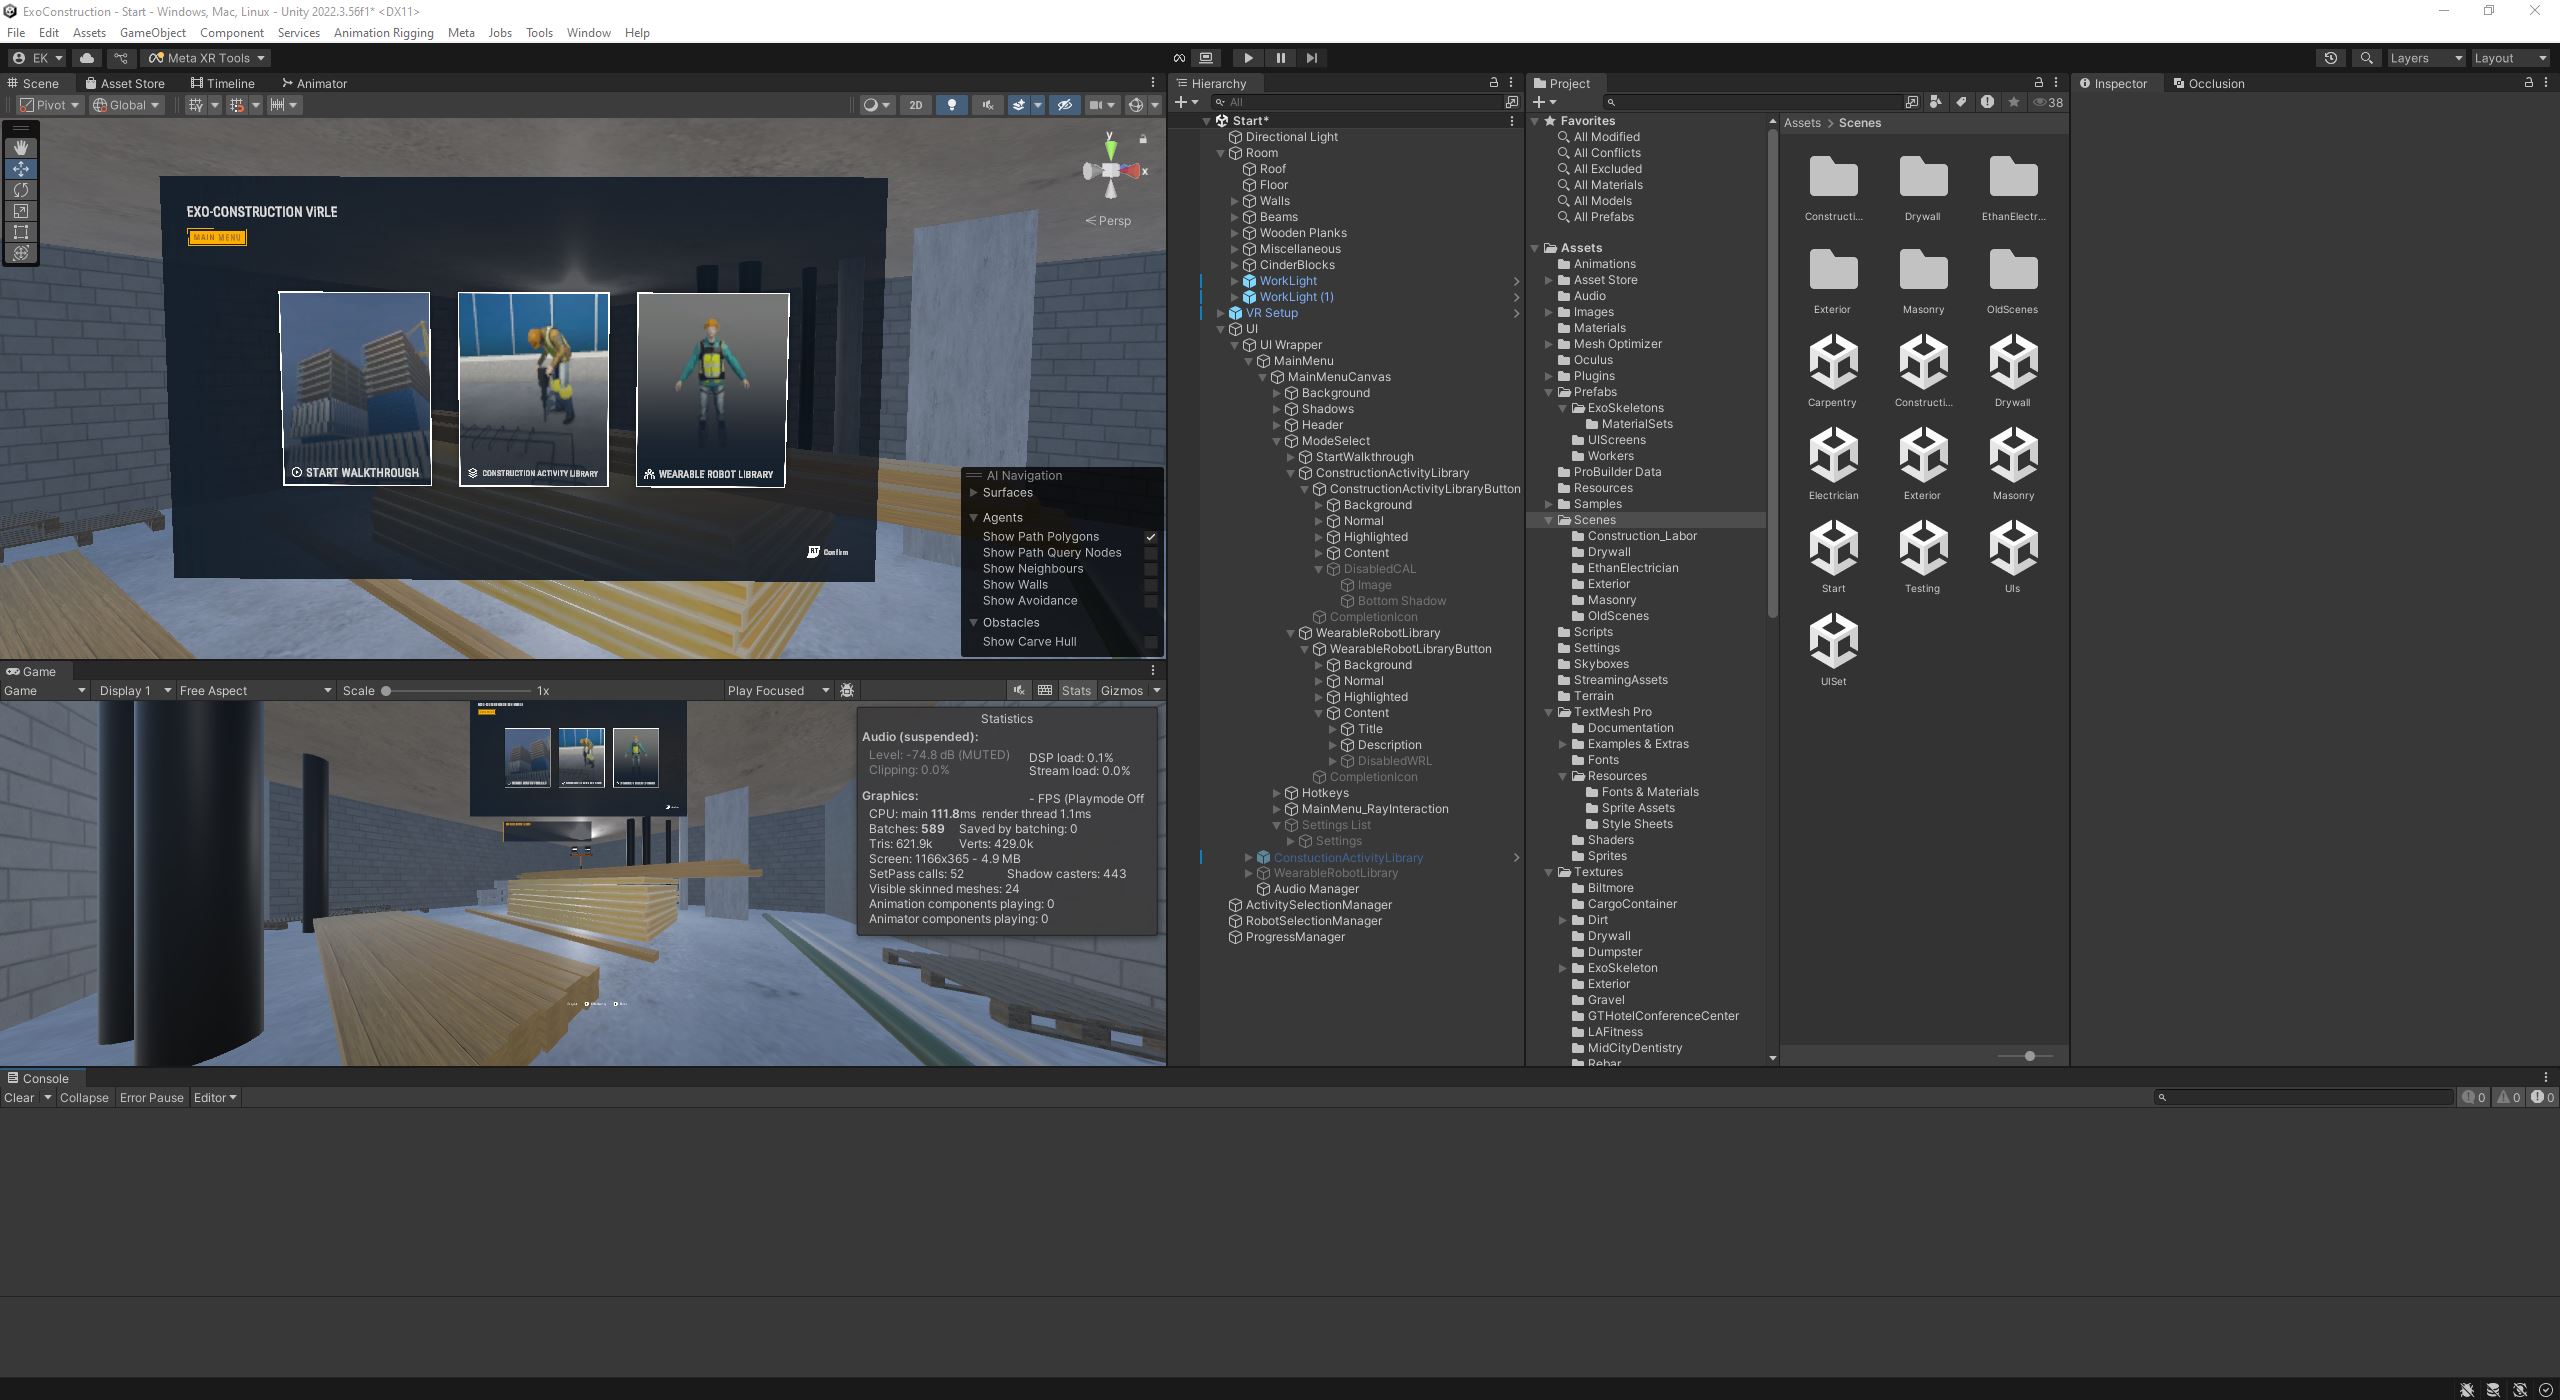 ExoConstruction - Start - Windows, Mac, Linux - Unity 2022.3.56f1* <DX11>
File Edit Assets GameObject Component Services Animation Rigging Meta Jobs Tools Window Help
EK Meta XR Tools Layers Layout
Scene Asset Store Timeline Animator
Pivot Global 2D
y
x
Persp
EXO-CONSTRUCTION VIRLE
MAIN MENU
START WALKTHROUGH
CONSTRUCTION ACTIVITY LIBRARY
WEARABLE ROBOT LIBRARY
RT Confirm
AI Navigation
Surfaces
Agents
Show Path Polygons
Show Path Query Nodes
Show Neighbours
Show Walls
Show Avoidance
Obstacles
Show Carve Hull
Game
Game Display 1 Free Aspect Scale 1x Play Focused Stats Gizmos
Statistics
Audio (suspended):
Level: -74.8 dB (MUTED) DSP load: 0.1%
Clipping: 0.0% Stream load: 0.0%
Graphics: - FPS (Playmode Off
CPU: main 111.8ms render thread 1.1ms
Batches: 589 Saved by batching: 0
Tris: 621.9k Verts: 429.0k
Screen: 1166x365 - 4.9 MB
SetPass calls: 52 Shadow casters: 443
Visible skinned meshes: 24
Animation components playing: 0
Animator components playing: 0
Hierarchy
All
Start*
Directional Light
Room
Roof
Floor
Walls
Beams
Wooden Planks
Miscellaneous
CinderBlocks
WorkLight
WorkLight (1)
VR Setup
UI
UI Wrapper
MainMenu
MainMenuCanvas
Background
Shadows
Header
ModeSelect
StartWalkthrough
ConstructionActivityLibrary
ConstructionActivityLibraryButton
Background
Normal
Highlighted
Content
DisabledCAL
Image
Bottom Shadow
CompletionIcon
WearableRobotLibrary
WearableRobotLibraryButton
Background
Normal
Highlighted
Content
Title
Description
DisabledWRL
CompletionIcon
Hotkeys
MainMenu_RayInteraction
Settings List
Settings
ConstuctionActivityLibrary
WearableRobotLibrary
Audio Manager
ActivitySelectionManager
RobotSelectionManager
ProgressManager
Project
38
Favorites
All Modified
All Conflicts
All Excluded
All Materials
All Models
All Prefabs
Assets
Animations
Asset Store
Audio
Images
Materials
Mesh Optimizer
Oculus
Plugins
Prefabs
ExoSkeletons
MaterialSets
UIScreens
Workers
ProBuilder Data
Resources
Samples
Scenes
Construction_Labor
Drywall
EthanElectrician
Exterior
Masonry
OldScenes
Scripts
Settings
Skyboxes
StreamingAssets
Terrain
TextMesh Pro
Documentation
Examples & Extras
Fonts
Resources
Fonts & Materials
Sprite Assets
Style Sheets
Shaders
Sprites
Textures
Biltmore
CargoContainer
Dirt
Drywall
Dumpster
ExoSkeleton
Exterior
Gravel
GTHotelConferenceCenter
LAFitness
MidCityDentistry
Rebar
Assets > Scenes
Constructi... Drywall EthanElectr...
Exterior Masonry OldScenes
Carpentry Constructi... Drywall
Electrician Exterior Masonry
Start Testing UIs
UISet
Inspector Occlusion
Console
Clear Collapse Error Pause Editor 0 0 0